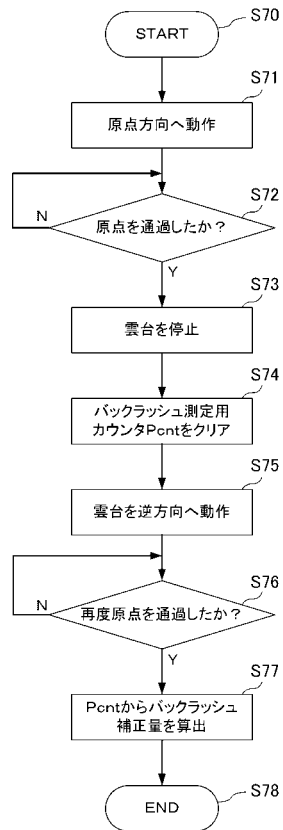 S70
START
S71
原点方向へ動作
S72
原点を通過したか？
N
Y
S73
雲台を停止
S74
バックラッシュ測定用
カウンタPcntをクリア
S75
雲台を逆方向へ動作
S76
再度原点を通過したか？
N
Y
S77
Pcntからバックラッシュ
補正量を算出
S78
END